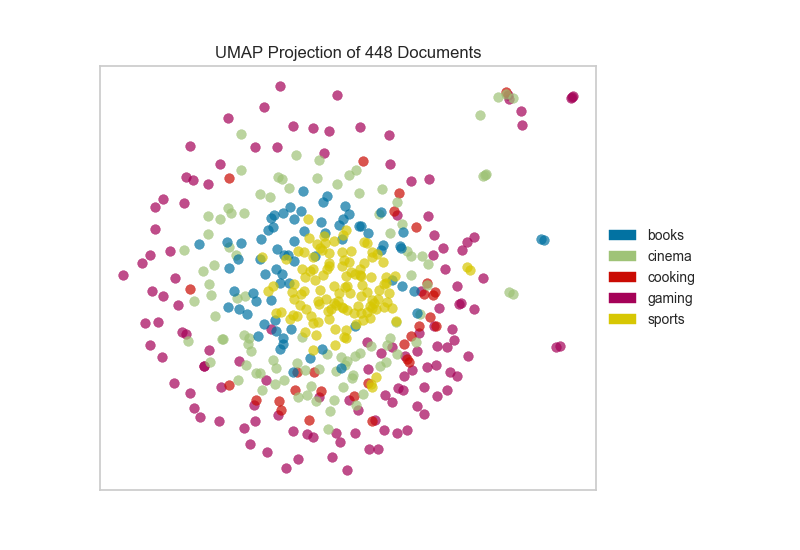 UMAP Projection of 448 Documents
books
cinema
cooking
gaming
sports